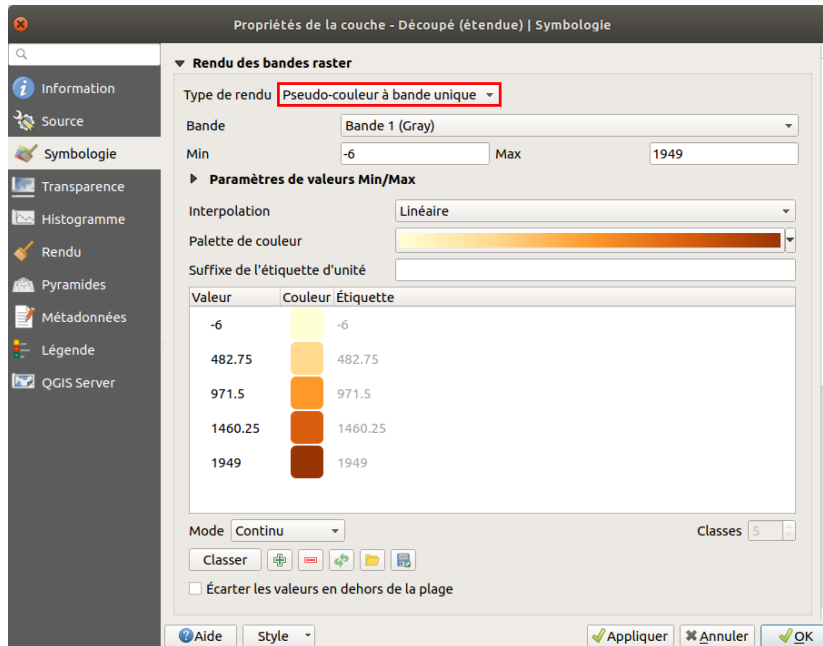 Propriétés de la couche - Découpé (étendue) | Symbologie
Information
Source
Symbologie
Transparence
Histogramme
Rendu
Pyramides
Métadonnées
Légende
QGIS Server
Rendu des bandes raster
Type de rendu Pseudo-couleur à bande unique
Bande Bande 1 (Gray)
Min -6 Max 1949
Paramètres de valeurs Min/Max
Interpolation Linéaire
Palette de couleur
Suffixe de l'étiquette d'unité
Valeur Couleur Étiquette
-6 -6
482.75 482.75
971.5 971.5
1460.25 1460.25
1949 1949
Mode Continu Classes 5
Classer
Écarter les valeurs en dehors de la plage
Aide Style Appliquer Annuler OK